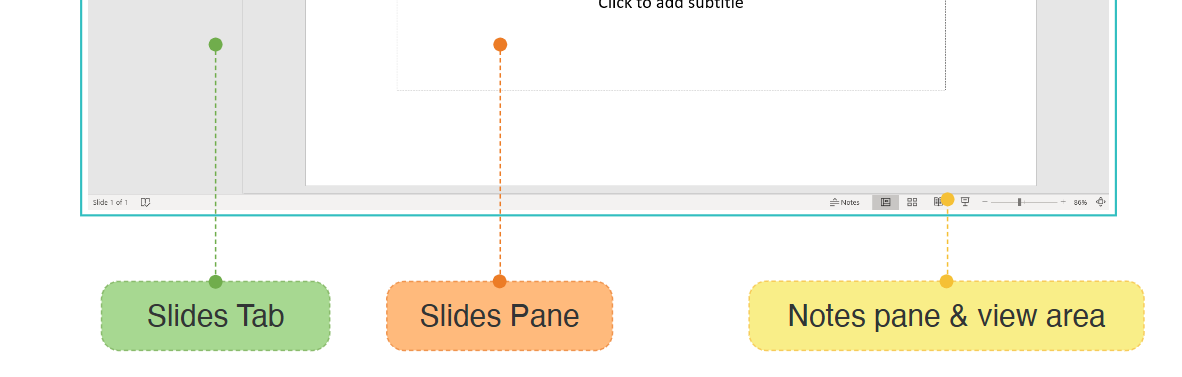 Click to add subtitle
Slide 1 of 1
Notes
86%
Slides Tab
Slides Pane
Notes pane & view area